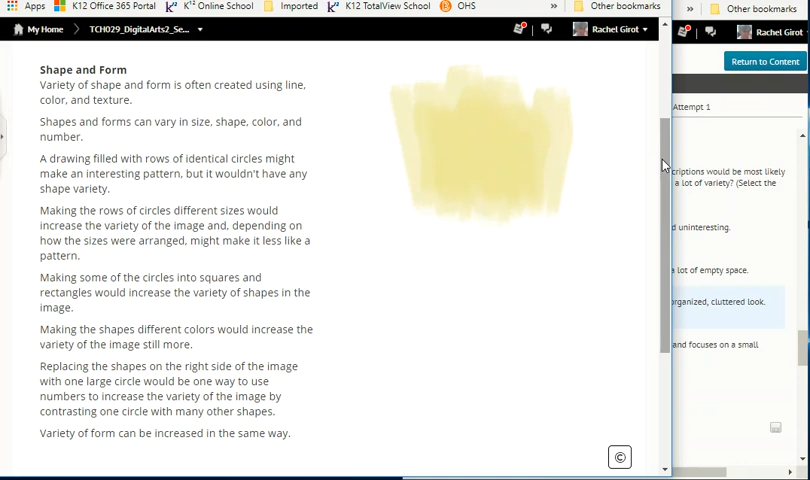 Apps K12 Office 365 Portal K¹² Online School Imported K12 TotalView School OHS » Other bookmarks
» Other bookmarks
My Home TCH029_DigitalArts2_Se... Rachel Girot
Rachel Girot
Return to Content
Attempt 1
Shape and Form
Variety of shape and form is often created using line,
color, and texture.
Shapes and forms can vary in size, shape, color, and
number.
A drawing filled with rows of identical circles might
make an interesting pattern, but it wouldn't have any
shape variety.
Making the rows of circles different sizes would
increase the variety of the image and, depending on
how the sizes were arranged, might make it less like a
pattern.
Making some of the circles into squares and
rectangles would increase the variety of shapes in the
image.
Making the shapes different colors would increase the
variety of the image still more.
Replacing the shapes on the right side of the image
with one large circle would be one way to use
numbers to increase the variety of the image by
contrasting one circle with many other shapes.
Variety of form can be increased in the same way.
©
criptions would be most likely
a lot of variety? (Select the
d uninteresting.
a lot of empty space.
organized, cluttered look.
and focuses on a small